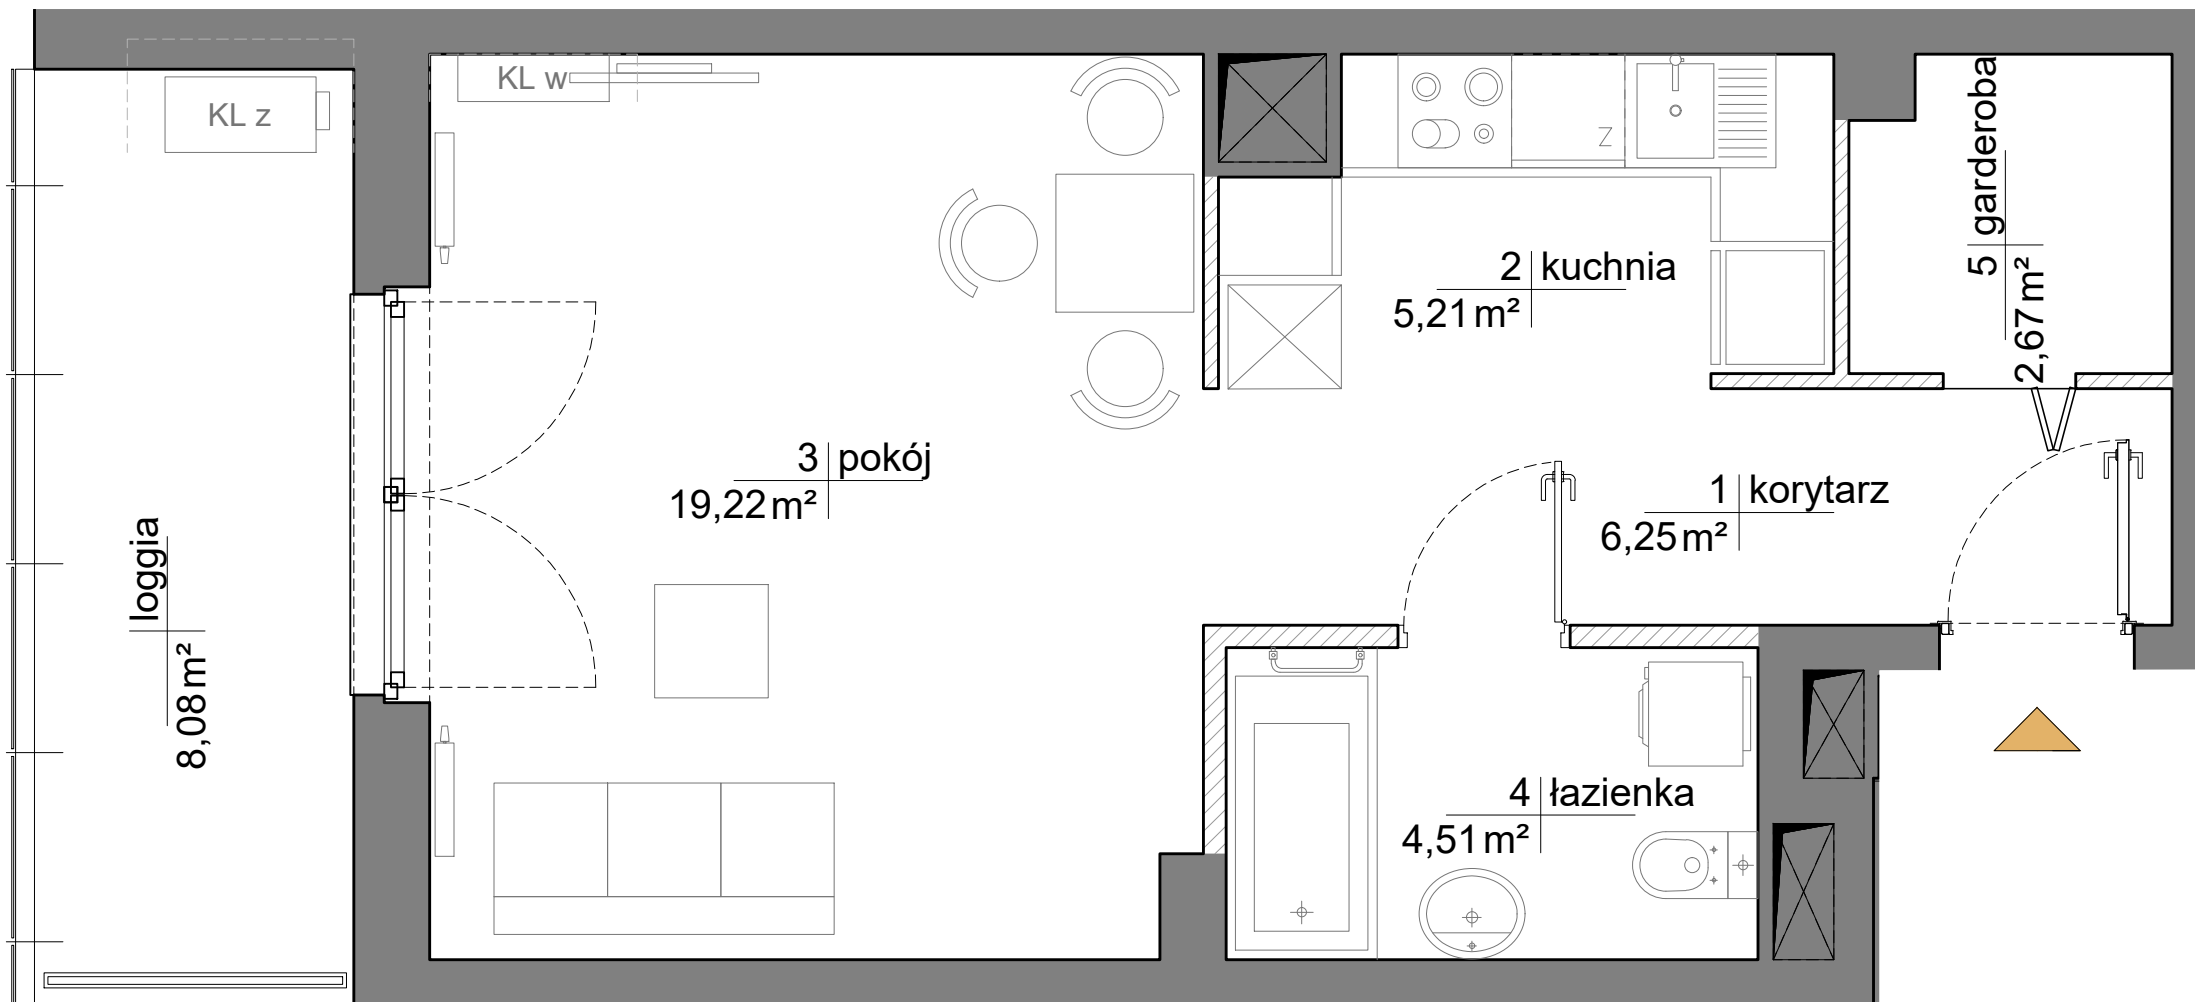 KL z
KL w
Z
5 garderoba
2,67 m²
2 kuchnia
5,21 m²
3 pokój
19,22 m²
1 korytarz
6,25 m²
loggia
8,08 m²
4 łazienka
4,51 m²